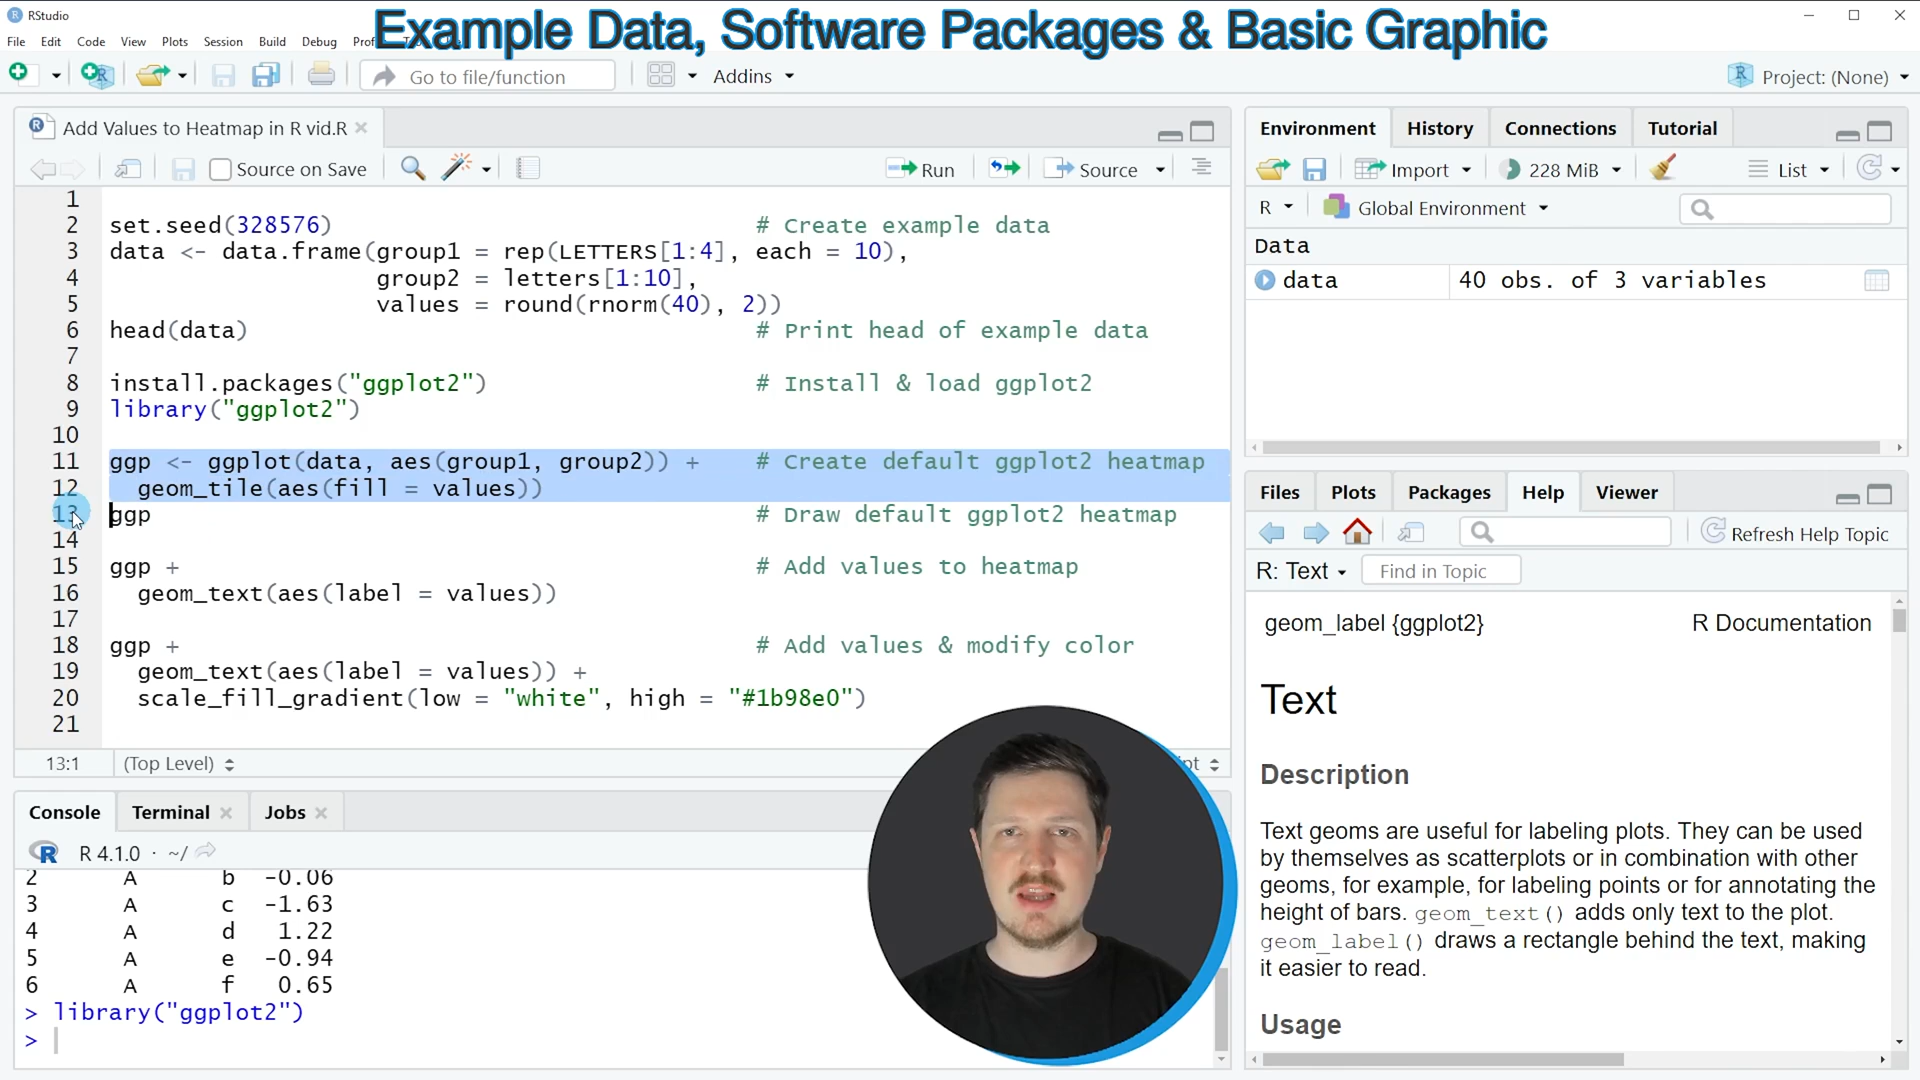 RStudio
Example Data, Software Packages & Basic Graphic
File Edit Code View Plots Session Build Debug
Go to file/function
Addins
Project: (None)
Add Values to Heatmap in R vid.R
Source on Save
Run
Source
1
2 set.seed(328576) # Create example data
3 data <- data.frame(group1 = rep(LETTERS[1:4], each = 10),
4 group2 = letters[1:10],
5 values = round(rnorm(40), 2))
6 head(data) # Print head of example data
7
8 install.packages("ggplot2") # Install & load ggplot2
9 library("ggplot2")
10
11 ggp <- ggplot(data, aes(group1, group2)) + # Create default ggplot2 heatmap
12 geom_tile(aes(fill = values))
13 ggp # Draw default ggplot2 heatmap
14
15 ggp + # Add values to heatmap
16 geom_text(aes(label = values))
17
18 ggp + # Add values & modify color
19 geom_text(aes(label = values)) +
20 scale_fill_gradient(low = "white", high = "#1b98e0")
21
13:1 (Top Level)
Console Terminal Jobs
R 4.1.0 · ~/
2 A b -0.06
3 A c -1.63
4 A d 1.22
5 A e -0.94
6 A f 0.65
> library("ggplot2")
>
Environment History Connections Tutorial
Import 228 MiB List
R Global Environment
Data
data 40 obs. of 3 variables
Files Plots Packages Help Viewer
Refresh Help Topic
R: Text Find in Topic
geom_label {ggplot2} R Documentation
Text
Description
Text geoms are useful for labeling plots. They can be used
by themselves as scatterplots or in combination with other
geoms, for example, for labeling points or for annotating the
height of bars. geom_text() adds only text to the plot.
geom_label() draws a rectangle behind the text, making
it easier to read.
Usage